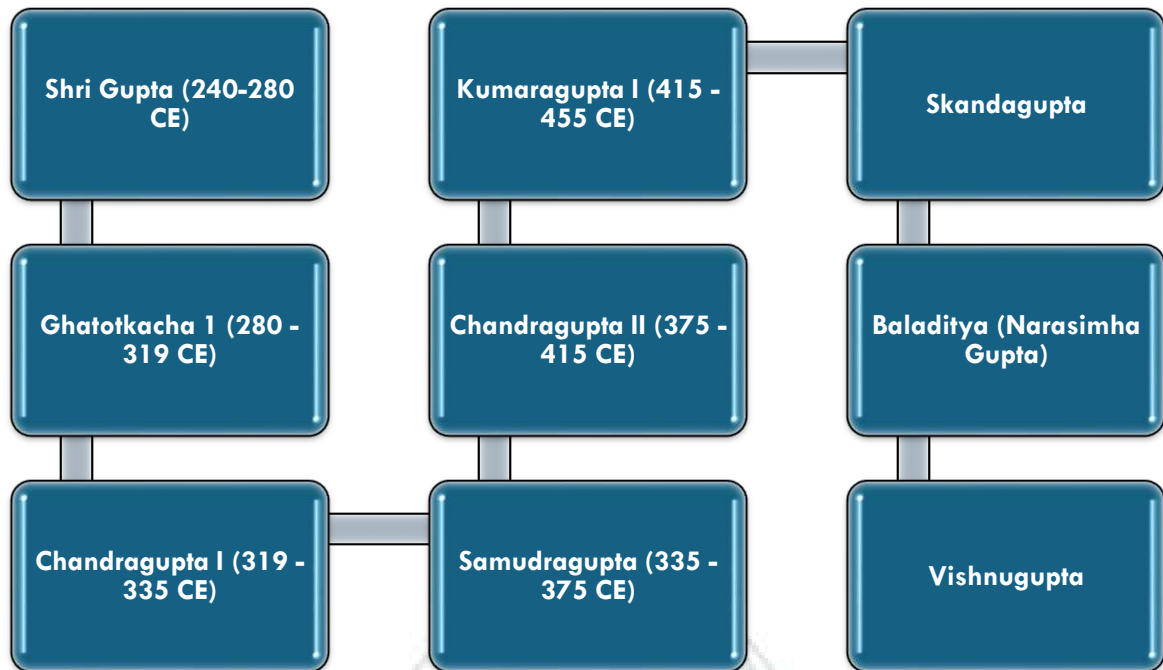 Shri Gupta (240-280
CE)
Ghatotkacha 1 (280 -
319 CE)
Chandragupta I (319 -
335 CE)
Samudragupta (335 -
375 CE)
Chandragupta II (375 -
415 CE)
Kumaragupta I (415 -
455 CE)
Skandagupta
Baladitya (Narasimha
Gupta)
Vishnugupta